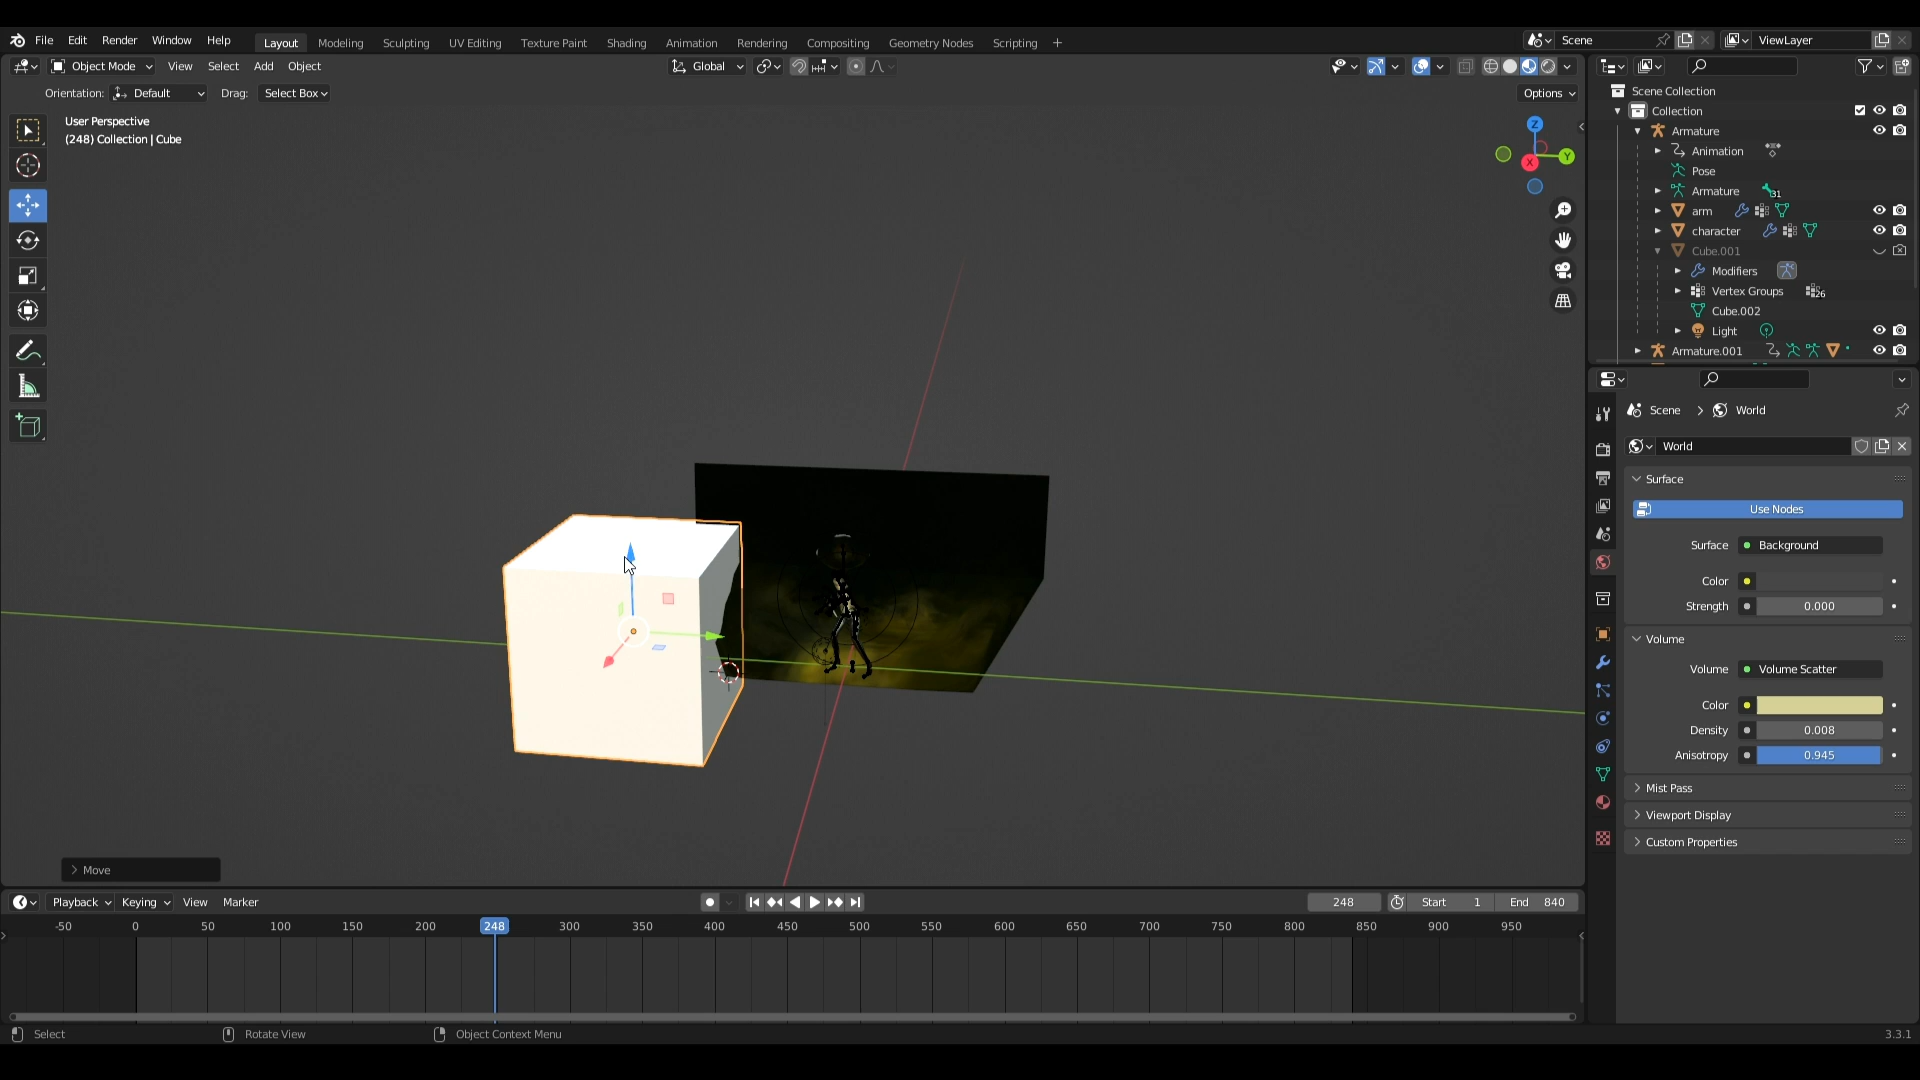 File Edit Render Window Help Layout Modeling Sculpting UV Editing Texture Paint Shading Animation Rendering Compositing Geometry Nodes Scripting + Scene ViewLayer
Object Mode View Select Add Object Global
Orientation: Default Drag: Select Box Options
User Perspective
(248) Collection | Cube
Z
Y
X
Scene Collection
Collection
Armature
Animation
Pose
Armature 31
arm
character
Cube.001
Modifiers
Vertex Groups 26
Cube.002
Light
Armature.001
Scene > World
World
Surface
Use Nodes
Surface Background
Color
Strength 0.000
Volume
Volume Volume Scatter
Color
Density 0.008
Anisotropy 0.945
Mist Pass
Viewport Display
Custom Properties
> Move
Playback Keying View Marker 248 Start 1 End 840
-50 0 50 100 150 200 248 300 350 400 450 500 550 600 650 700 750 800 850 900 950
Select Rotate View Object Context Menu 3.3.1